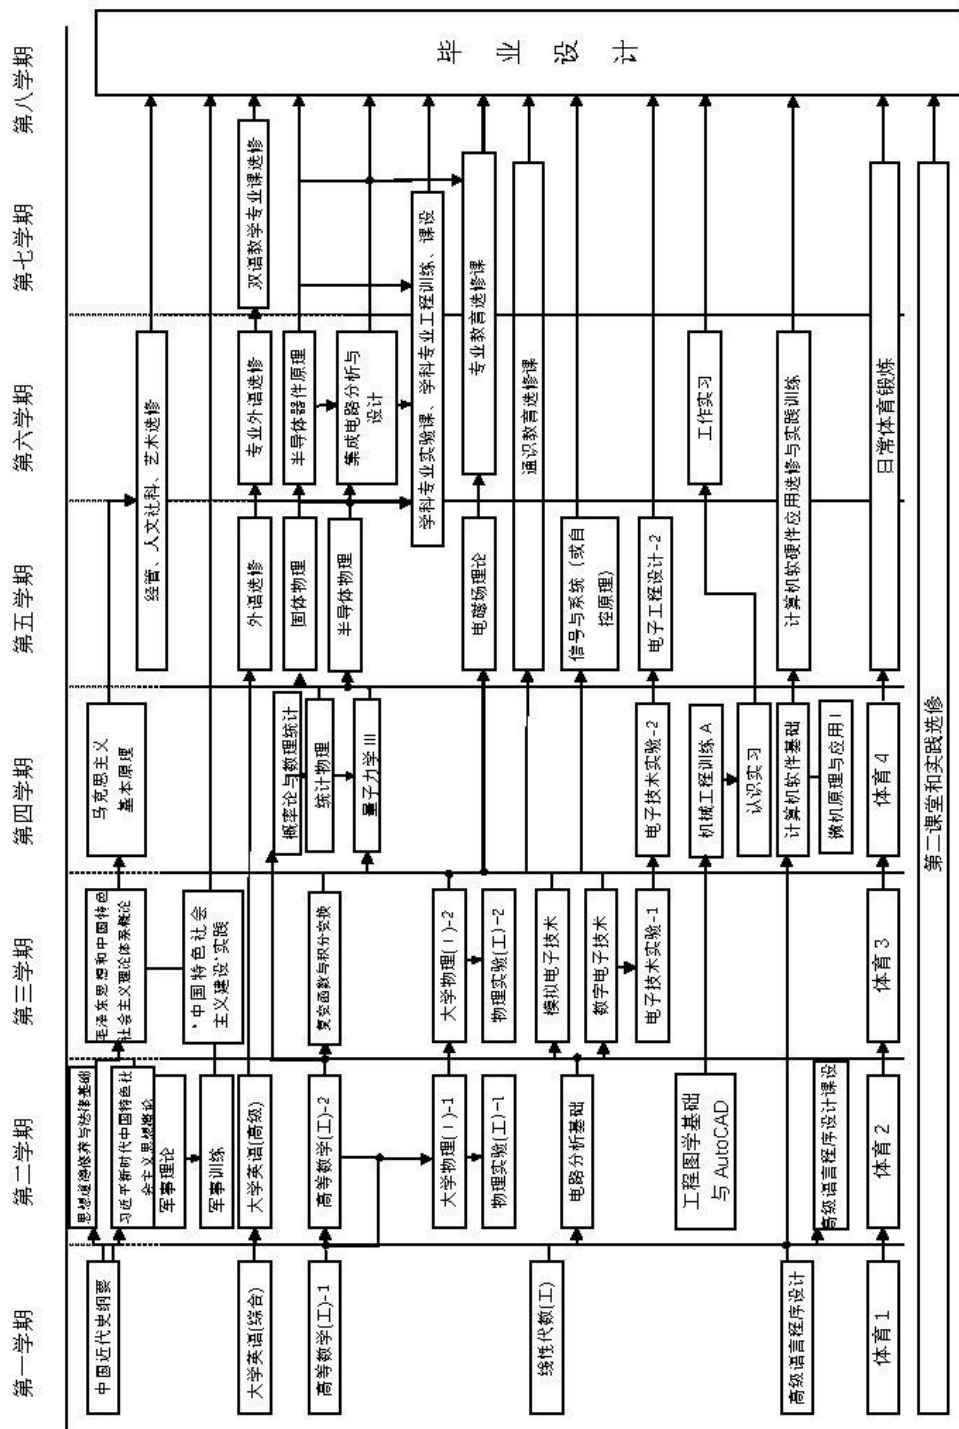 第一学期
第二学期
第三学期
第四学期
第五学期
第六学期
第七学期
第八学期
中国近代史纲要
大学英语(综合)
高等数学(工)-1
线性代数(工)
高级语言程序设计
体育1
思想道德修养与法律基础
习近平新时代中国特色社
会主义思想概论
军事理论
军事训练
大学英语(高级)
高等数学(工)-2
大学物理(Ⅰ)-1
物理实验(工)-1
电路分析基础
工程图学基础
与 AutoCAD
高级语言程序设计课设
体育2
毛泽东思想和中国特色
社会主义理论体系概论
"中国特色社会
主义建设"实践
复变函数与积分变换
大学物理(Ⅰ)-2
物理实验(工)-2
模拟电子技术
数字电子技术
电子技术实验-1
体育3
马克思主义
基本原理
概率论与数理统计
统计物理
量子力学Ⅲ
电子技术实验-2
机械工程训练A
认识实习
计算机软件基础
微机原理与应用Ⅰ
体育4
经管、人文社科、艺术选修
外语选修
固体物理
半导体物理
电磁场理论
信号与系统(或自
控原理)
电子工程设计-2
计算机软硬件应用选修与实践训练
日常体育锻炼
专业外语选修
半导体器件原理
集成电路分析与
设计
学科专业实验课、学科专业工程训练、课设
专业教育选修课
通识教育选修课
工作实习
双语教学专业课选修
第二课堂和实践选修
毕业设计